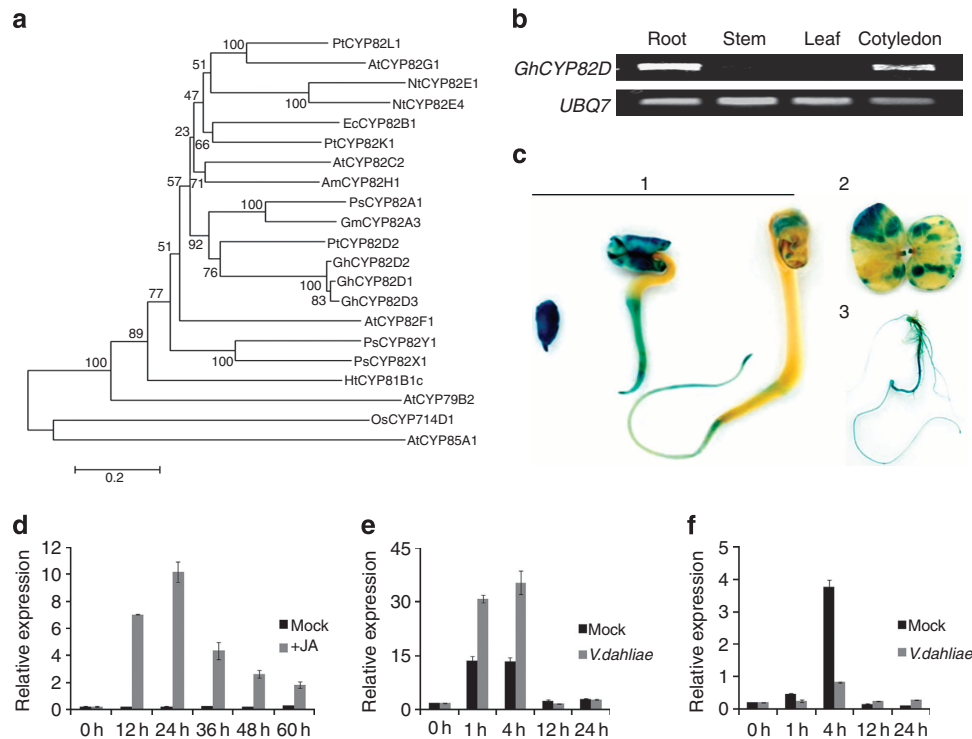 a
PtCYP82L1
AtCYP82G1
NtCYP82E1
NtCYP82E4
EcCYP82B1
PtCYP82K1
AtCYP82C2
AmCYP82H1
PsCYP82A1
GmCYP82A3
PtCYP82D2
GhCYP82D2
GhCYP82D1
GhCYP82D3
AtCYP82F1
PsCYP82Y1
PsCYP82X1
HtCYP81B1c
AtCYP79B2
OsCYP714D1
AtCYP85A1
100
51
100
47
23
66
57
71
100
92
76
100
83
51
77
100
89
100
0.2
b
Root Stem Leaf Cotyledon
GhCYP82D
UBQ7
c
1
2
3
d
Relative expression
12
10
8
6
4
2
0
0 h 12 h 24 h 36 h 48 h 60 h
Mock
+JA
e
Relative expression
45
30
15
0
0 h 1 h 4 h 12 h 24 h
Mock
V.dahliae
f
Relative expression
5
4
3
2
1
0
0 h 1 h 4 h 12 h 24 h
Mock
V.dahliae